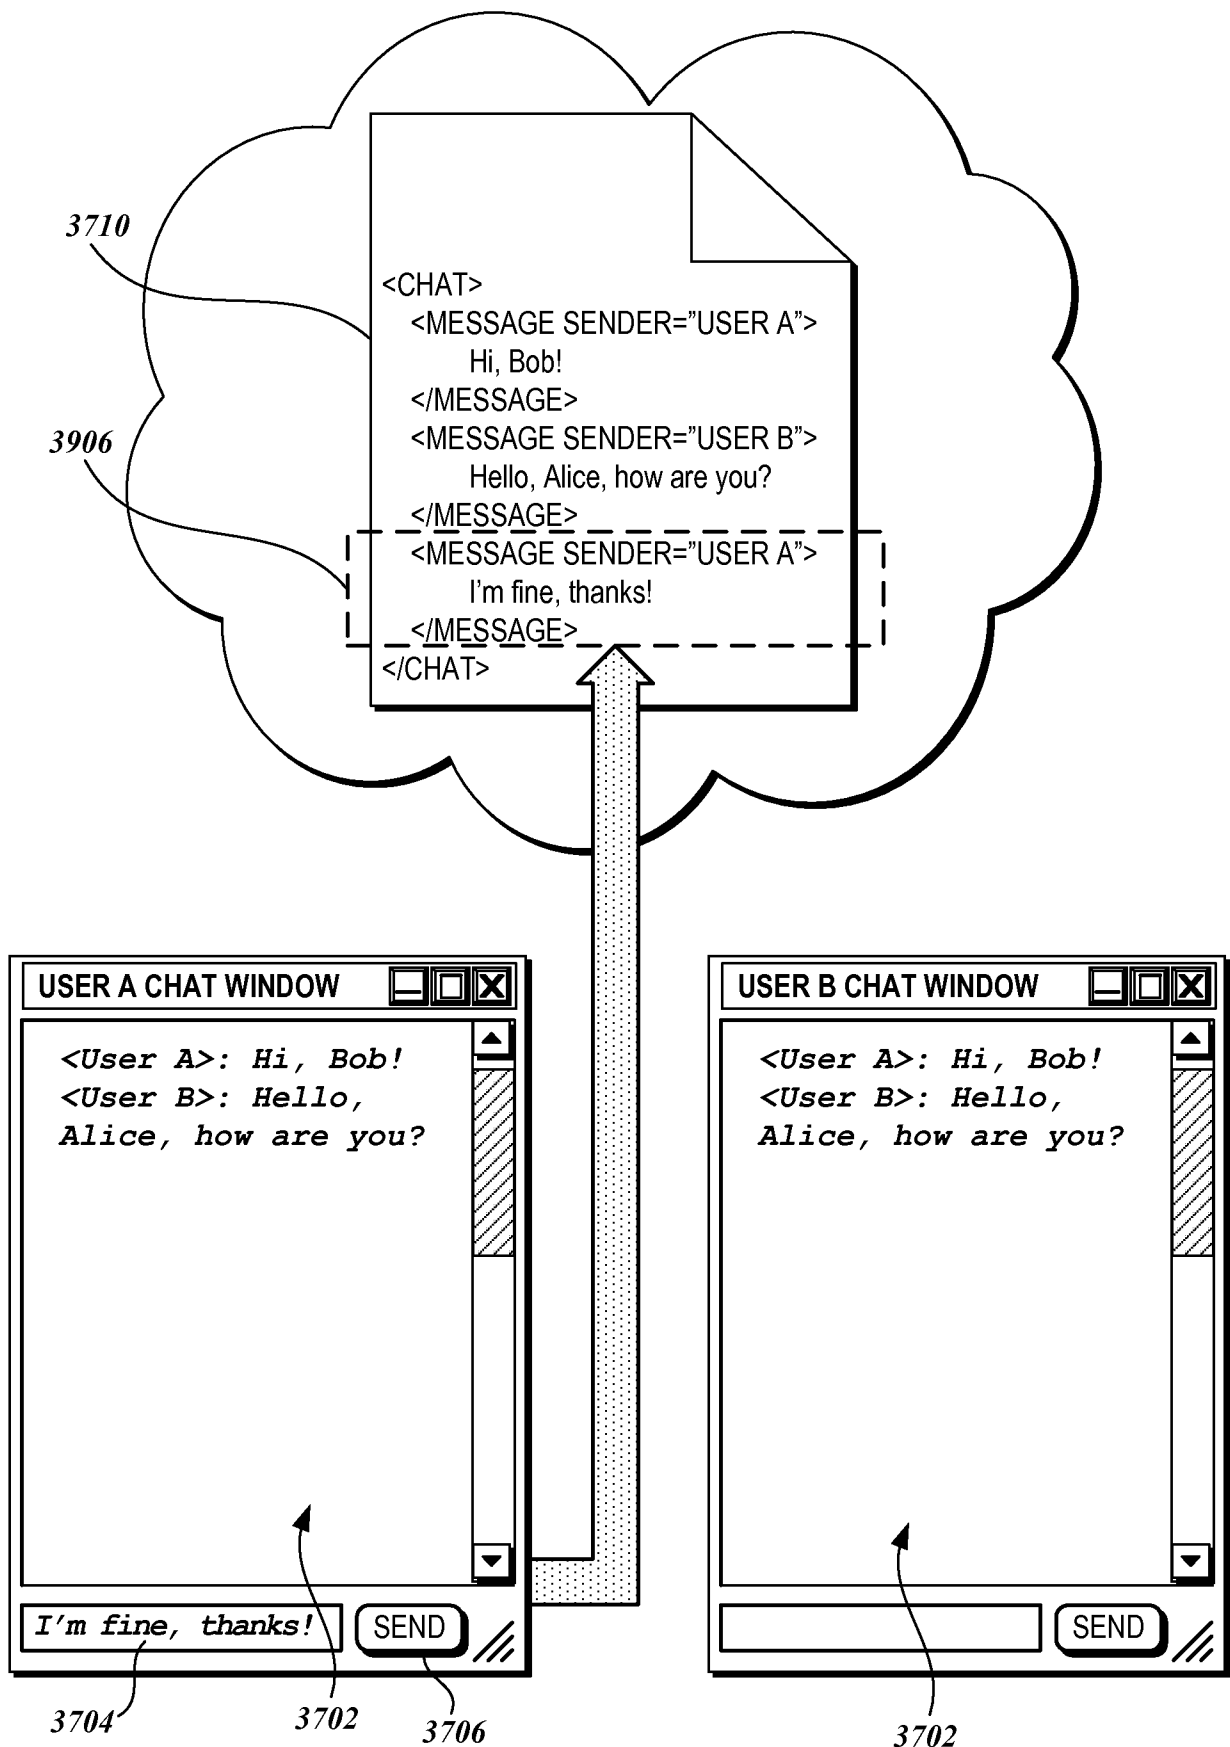 3710
<CHAT>
<MESSAGE SENDER=”USER A”>
Hi, Bob!
</MESSAGE>
3906
<MESSAGE SENDER=”USER B”>
Hello, Alice, how are you?
</MESSAGE>
<MESSAGE SENDER=”USER A”>
I'm fine, thanks!
</MESSAGE>
</CHAT>
USER A CHAT WINDOW
<User A>: Hi, Bob!
<User B>: Hello,
Alice, how are you?
I'm fine, thanks!
SEND
3704
3702
3706
USER B CHAT WINDOW
<User A>: Hi, Bob!
<User B>: Hello,
Alice, how are you?
SEND
3702